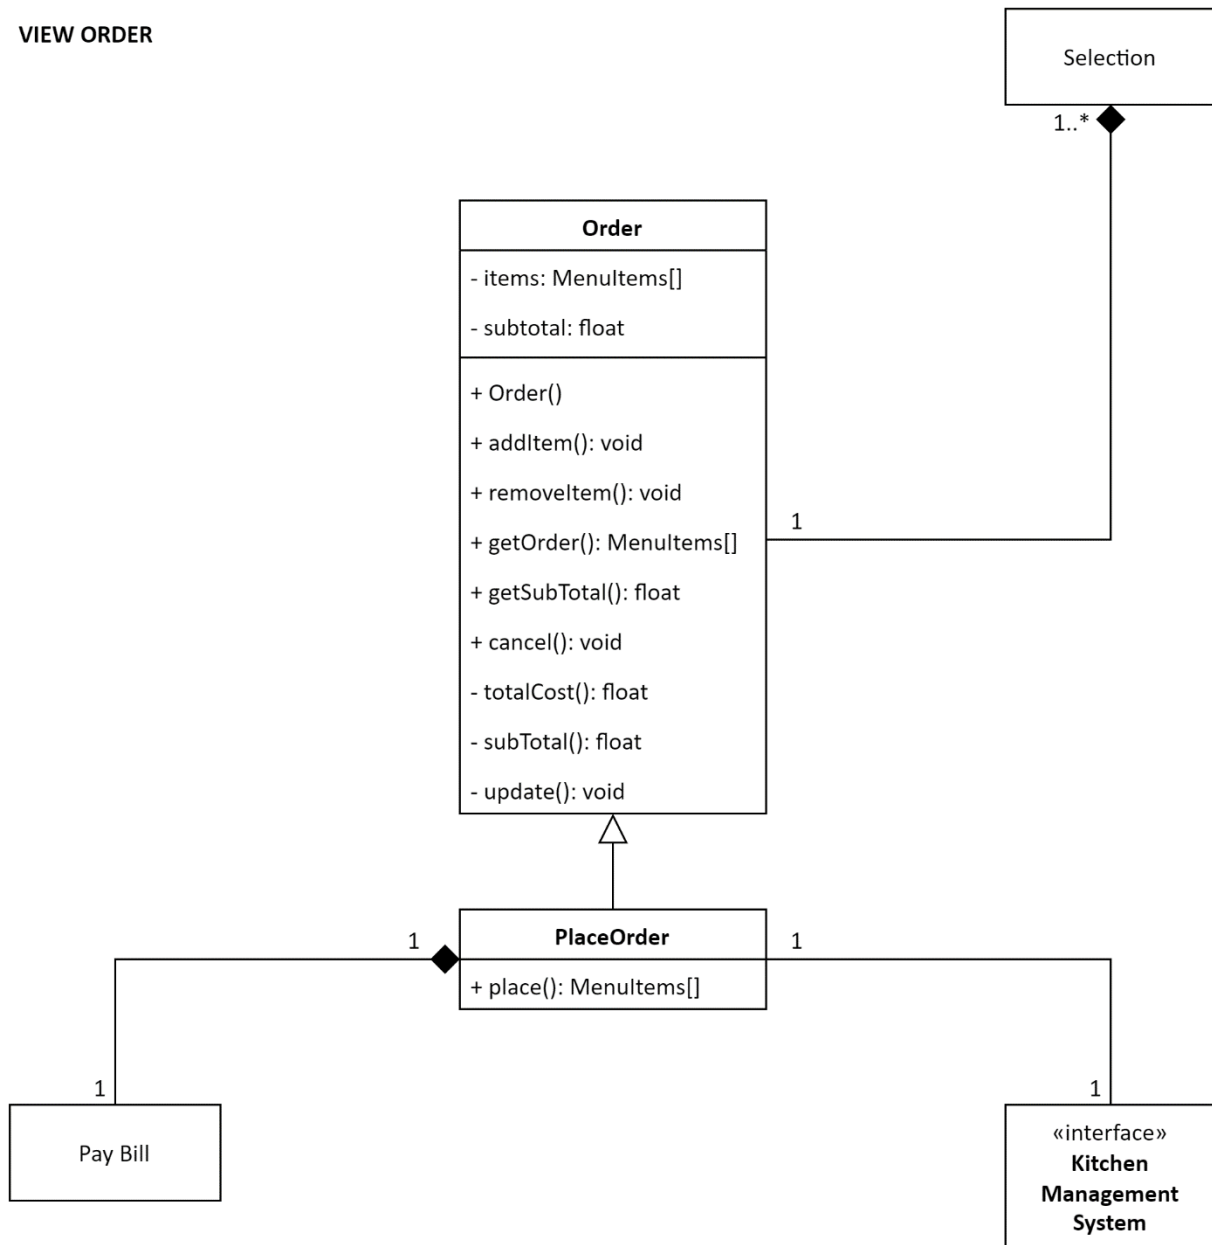 VIEW ORDER
Selection
1..*
Order
- items: MenuItems[]
- subtotal: float
+ Order()
+ addItem(): void
+ removeItem(): void
+ getOrder(): MenuItems[]
+ getSubTotal(): float
+ cancel(): void
- totalCost(): float
- subTotal(): float
- update(): void
1
PlaceOrder
+ place(): MenuItems[]
1
1
1
Pay Bill
1
«interface»
Kitchen
Management
System